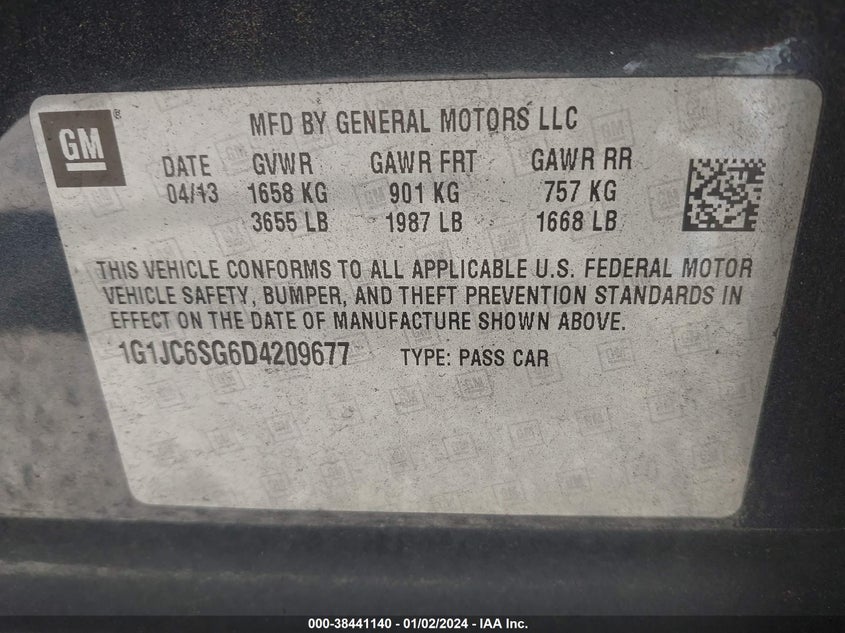 GM
MFD BY GENERAL MOTORS LLC
DATE GVWR GAWR FRT GAWR RR
04/13 1658 KG 901 KG 757 KG
3655 LB 1987 LB 1668 LB
THIS VEHICLE CONFORMS TO ALL APPLICABLE U.S. FEDERAL MOTOR
VEHICLE SAFETY, BUMPER, AND THEFT PREVENTION STANDARDS IN
EFFECT ON THE DATE OF MANUFACTURE SHOWN ABOVE.
1G1JC6SG6D4209677 TYPE: PASS CAR
000-38441140 - 01/02/2024 - IAA Inc.